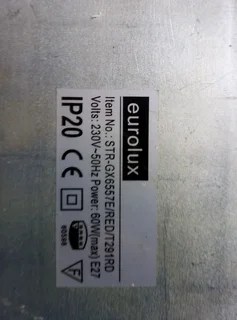 eurolux
Item No.: STR-GX6557E/RED/T291RD
Volts: 230V~50Hz Power: 60W(max) E27
IP20 CE
F